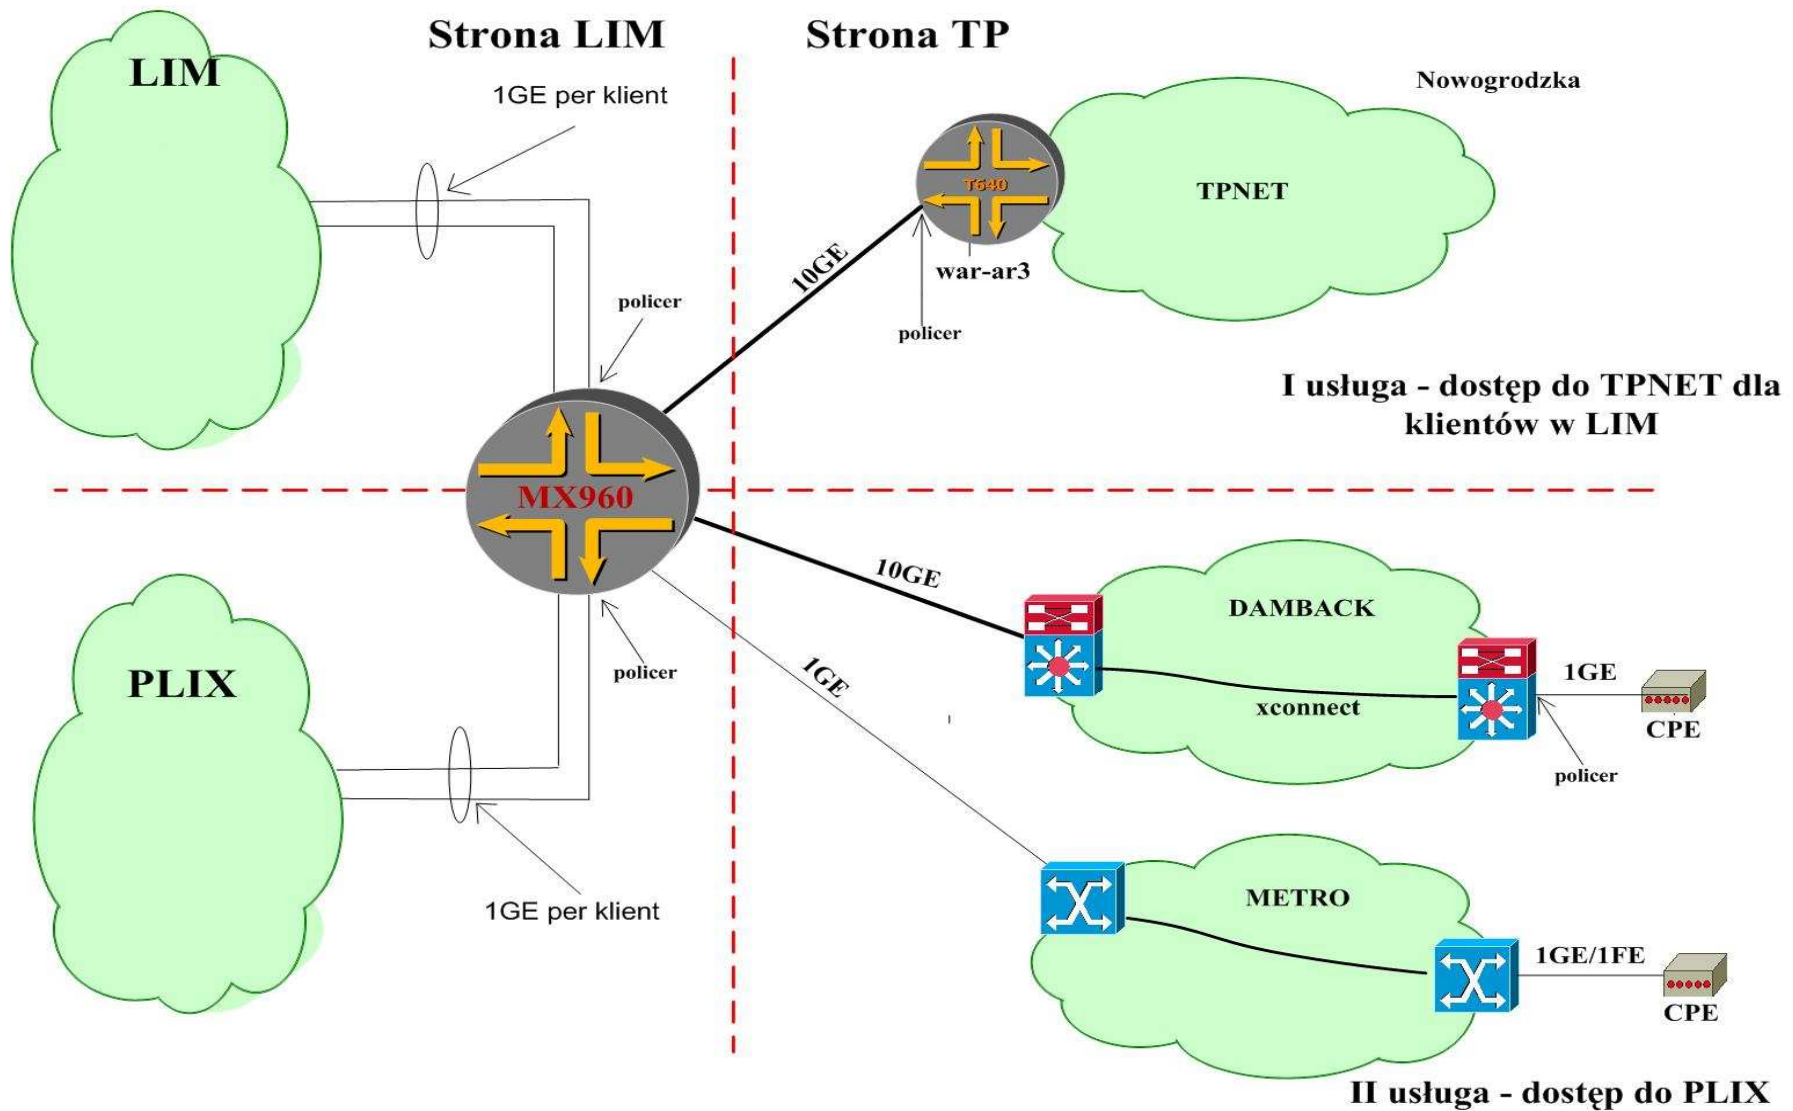 Strona LIM
Strona TP
LIM
1GE per klient
Nowogrodzka
T640
TPNET
10GE
war-ar3
policer
policer
I usługa - dostęp do TPNET dla
klientów w LIM
MX960
10GE
DAMBACK
1GE
xconnect
CPE
policer
PLIX
policer
1GE
1GE per klient
METRO
1GE/1FE
CPE
II usługa - dostęp do PLIX